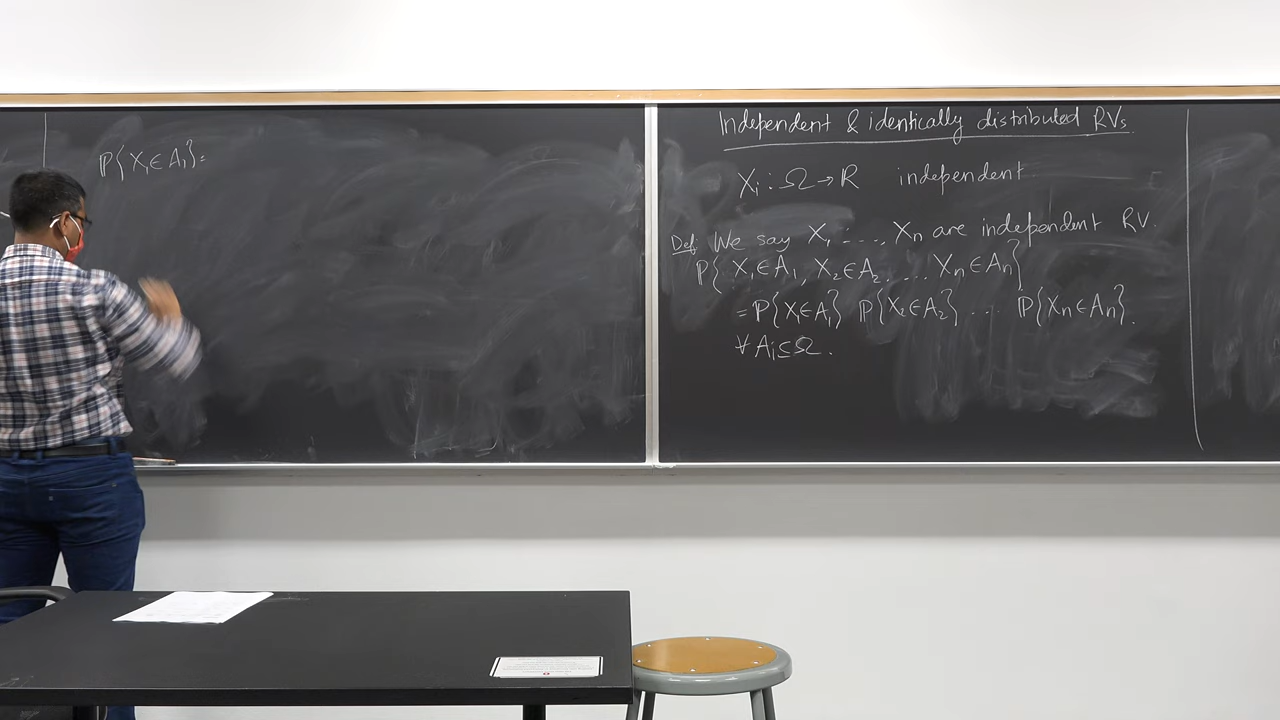 P{X₁∈A₁}=
Independent & identically distributed RVs
Xᵢ : Ω→R independent
Def: We say X₁, ..., Xn are independent RV.
P{X₁∈A₁, X₂∈A₂, ... Xn∈An}
=P{X₁∈A₁} P{X₂∈A₂} ... P{Xn∈An}.
∀ Aᵢ⊆Ω.